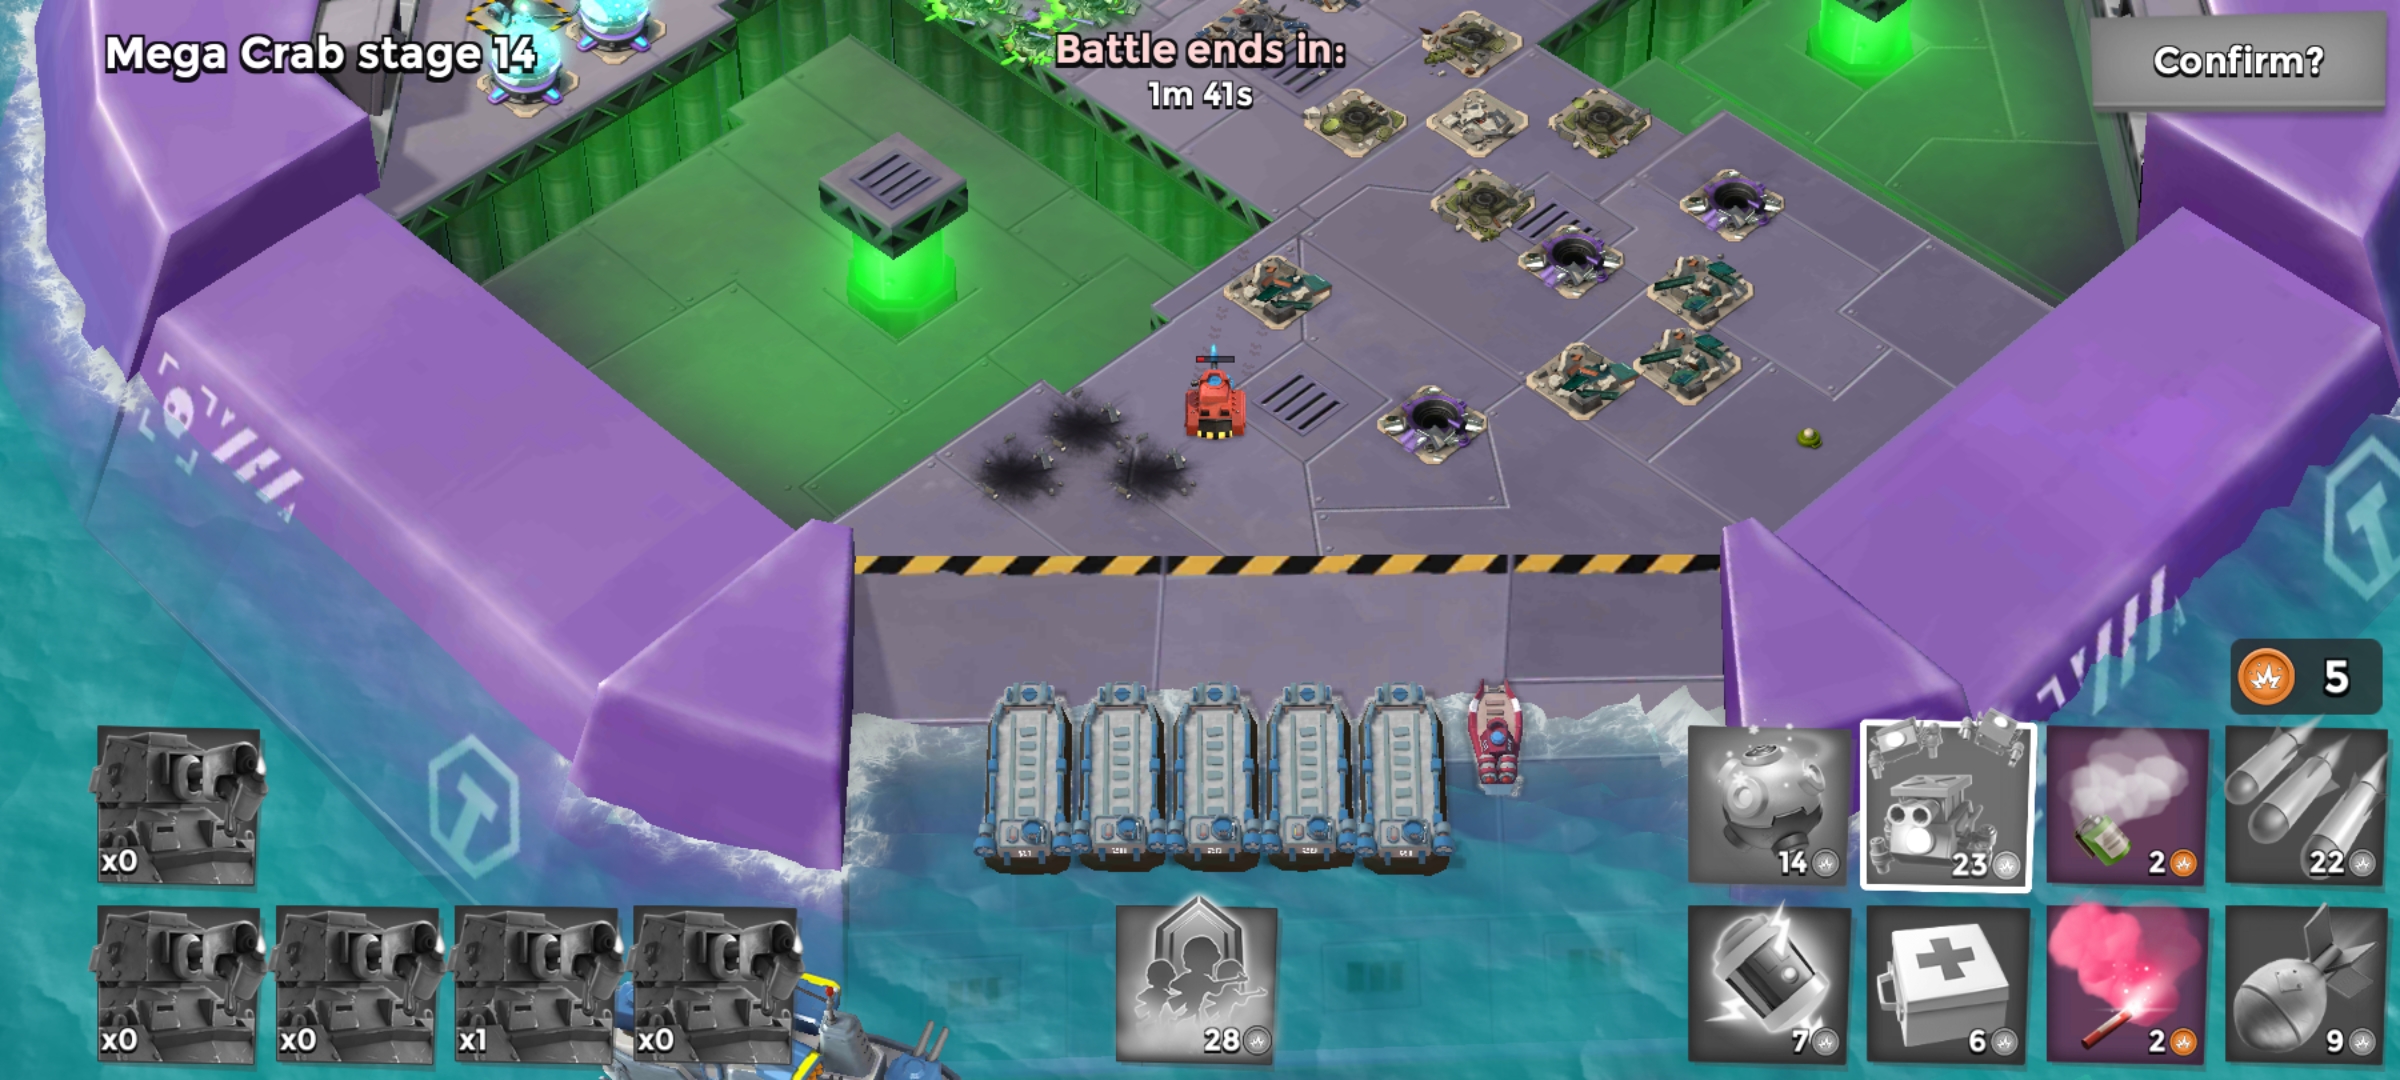 Mega Crab stage 14
Battle ends in:
1m 41s
Confirm?
5
14
23
2
22
x0
x0
x0
x1
x0
28
7
6
2
9